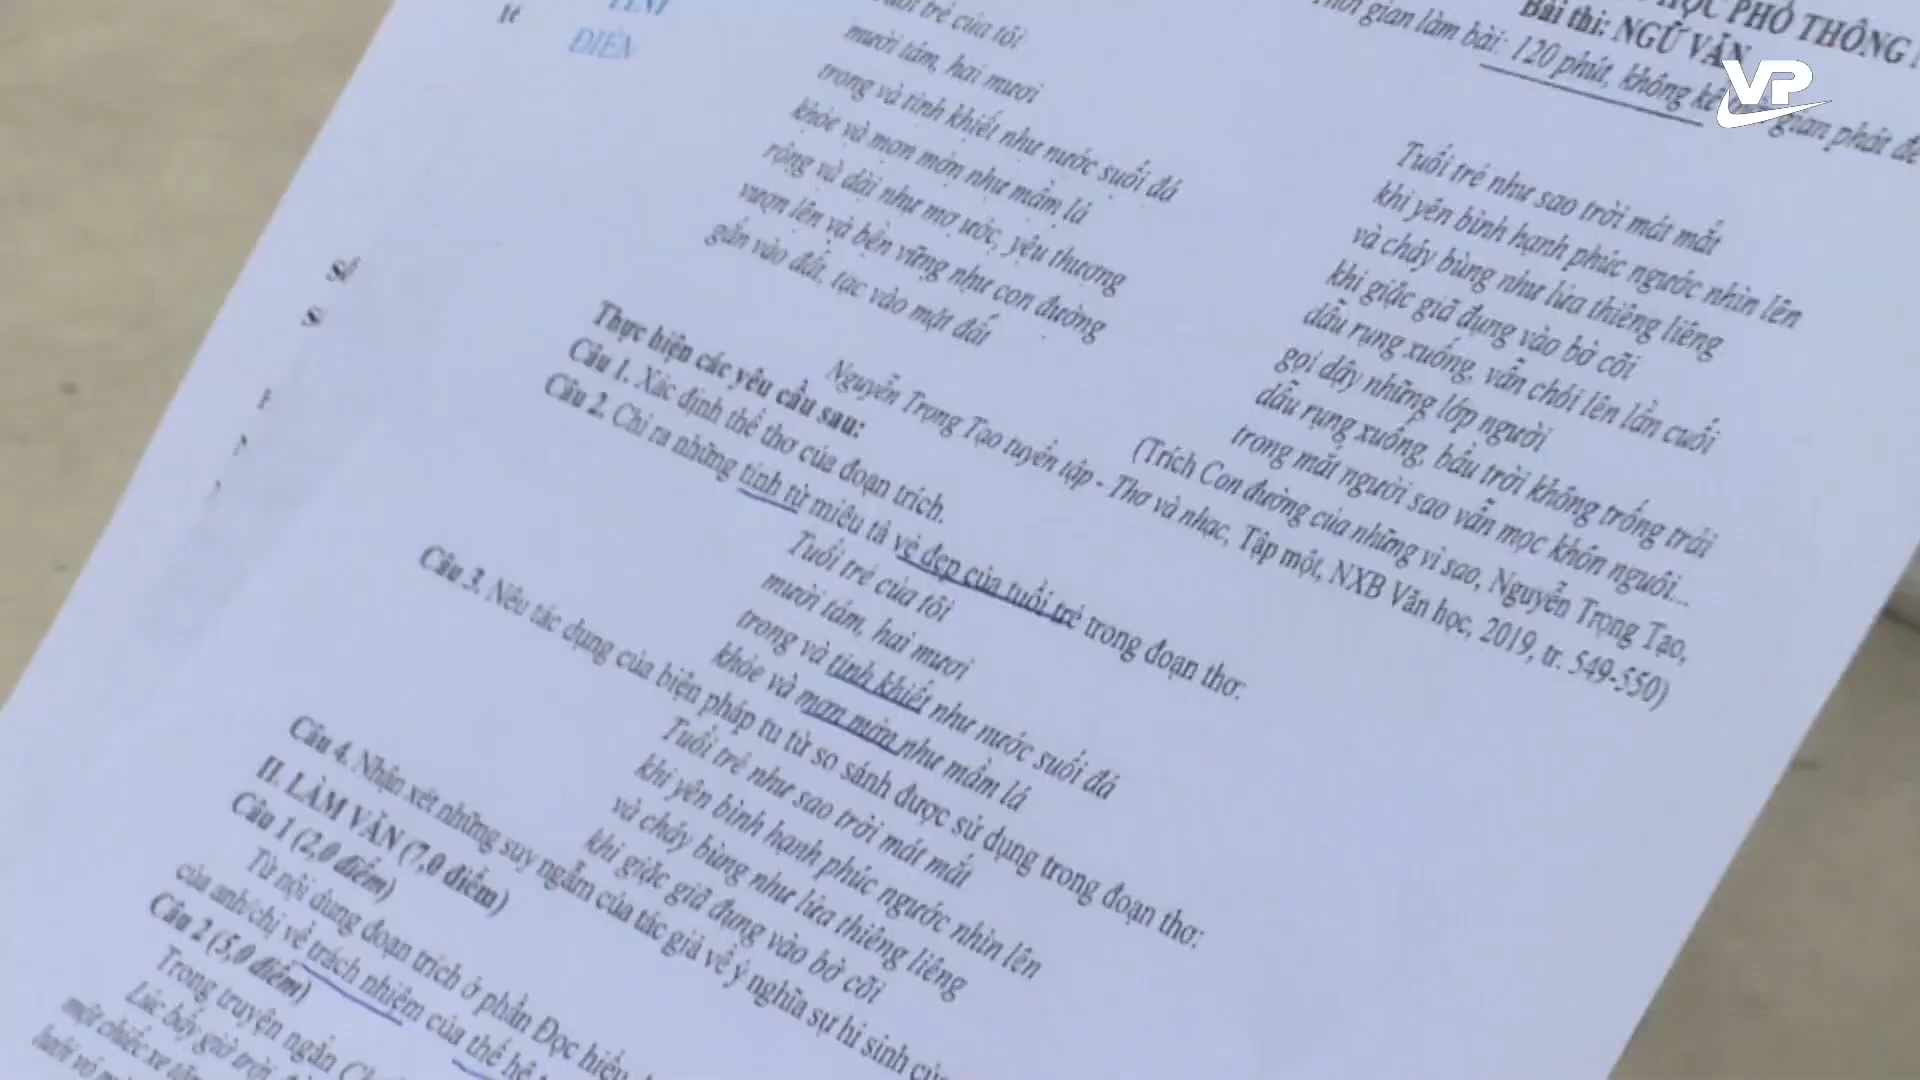 HỌC PHỔ THÔNG
Bài thi: NGỮ VĂN
Thời gian làm bài: 120 phút, không kể thời gian phát đề
VP
ĐIỂN
Tuổi trẻ của tôi
mười tám, hai mươi
trong và tinh khiết như nước suối đá
khỏe và mơn mởn như mầm lá
rộng và dài như mơ ước, yêu thương
vươn lên và bền vững như con đường
gắn vào đất, tạc vào mặt đất
Tuổi trẻ như sao trời mát mắt
khi yên bình hạnh phúc ngước nhìn lên
và cháy bùng như lửa thiêng liêng
khi giặc giã đụng vào bờ cõi
dẫu rụng xuống, vẫn chói lên lần cuối
gọi dậy những lớp người
dẫu rụng xuống, bầu trời không trống trải
trong mắt người sao vẫn mọc khôn nguôi...
(Trích Con đường của những vì sao, Nguyễn Trọng Tạo,
Nguyễn Trọng Tạo tuyển tập - Thơ và nhạc, Tập một, NXB Văn học, 2019, tr. 549-550)
Thực hiện các yêu cầu sau:
Câu 1. Xác định thể thơ của đoạn trích.
Câu 2. Chỉ ra những tính từ miêu tả vẻ đẹp của tuổi trẻ trong đoạn thơ:
Tuổi trẻ của tôi
mười tám, hai mươi
trong và tinh khiết như nước suối đá
khỏe và mơn mởn như mầm lá
Câu 3. Nêu tác dụng của biện pháp tu từ so sánh được sử dụng trong đoạn thơ:
Tuổi trẻ như sao trời mát mắt
khi yên bình hạnh phúc ngước nhìn lên
và cháy bùng như lửa thiêng liêng
khi giặc giã đụng vào bờ cõi
Câu 4. Nhận xét những suy ngẫm của tác giả về ý nghĩa sự hi sinh
II. LÀM VĂN (7,0 điểm)
Câu 1 (2,0 điểm)
Từ nội dung đoạn trích ở phần Đọc hiểu
của anh/chị về trách nhiệm của thế hệ
Câu 2 (5,0 điểm)
Trong truyện ngắn
Lúc bấy giờ trời
một chiếc xe